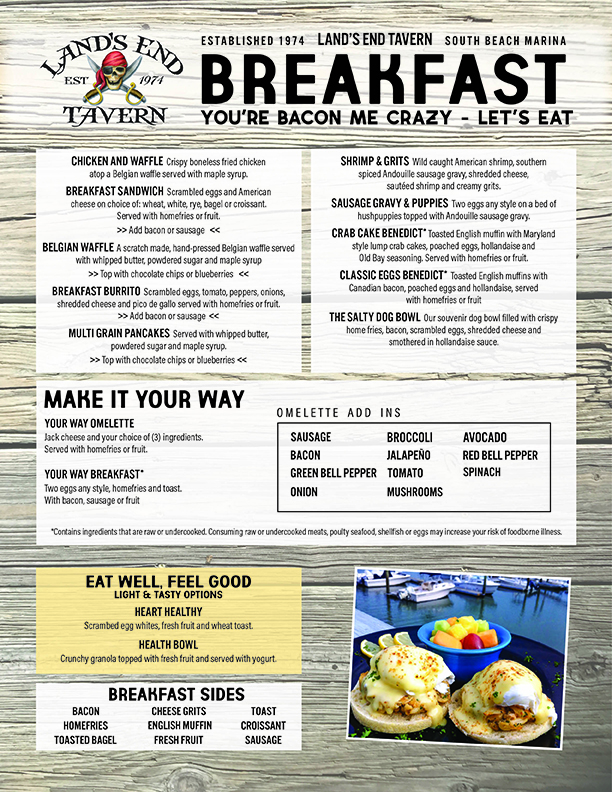 LAND'S END
EST 1974
TAVERN
ESTABLISHED 1974 LAND'S END TAVERN SOUTH BEACH MARINA
BREAKFAST
YOU'RE BACON ME CRAZY - LET'S EAT
CHICKEN AND WAFFLE Crispy boneless fried chicken
atop a Belgian waffle served with maple syrup.
BREAKFAST SANDWICH Scrambled eggs and American
cheese on choice of: wheat, white, rye, bagel or croissant.
Served with homefries or fruit.
>> Add bacon or sausage <<
BELGIAN WAFFLE A scratch made, hand-pressed Belgian waffle served
with whipped butter, powdered sugar and maple syrup
>> Top with chocolate chips or blueberries <<
BREAKFAST BURRITO Scrambled eggs, tomato, peppers, onions,
shredded cheese and pico de gallo served with homefries or fruit.
>> Add bacon or sausage <<
MULTI GRAIN PANCAKES Served with whipped butter,
powdered sugar and maple syrup.
>> Top with chocolate chips or blueberries <<
SHRIMP & GRITS Wild caught American shrimp, southern
spiced Andouille sausage gravy, shredded cheese,
sautéed shrimp and creamy grits.
SAUSAGE GRAVY & PUPPIES Two eggs any style on a bed of
hushpuppies topped with Andouille sausage gravy.
CRAB CAKE BENEDICT* Toasted English muffin with Maryland
style lump crab cakes, poached eggs, hollandaise and
Old Bay seasoning. Served with homefries or fruit.
CLASSIC EGGS BENEDICT* Toasted English muffins with
Canadian bacon, poached eggs and hollandaise, served
with homefries or fruit
THE SALTY DOG BOWL Our souvenir dog bowl filled with crispy
home fries, bacon, scrambled eggs, shredded cheese and
smothered in hollandaise sauce.
MAKE IT YOUR WAY
YOUR WAY OMELETTE
Jack cheese and your choice of (3) ingredients.
Served with homefries or fruit.
YOUR WAY BREAKFAST*
Two eggs any style, homefries and toast.
With bacon, sausage or fruit
OMELETTE ADD INS
SAUSAGE BROCCOLI AVOCADO
BACON JALAPEÑO RED BELL PEPPER
GREEN BELL PEPPER TOMATO SPINACH
ONION MUSHROOMS
*Contains ingredients that are raw or undercooked. Consuming raw or undercooked meats, poulty seafood, shellfish or eggs may increase your risk of foodborne illness.
EAT WELL, FEEL GOOD
LIGHT & TASTY OPTIONS
HEART HEALTHY
Scrambed egg whites, fresh fruit and wheat toast.
HEALTH BOWL
Crunchy granola topped with fresh fruit and served with yogurt.
BREAKFAST SIDES
BACON CHEESE GRITS TOAST
HOMEFRIES ENGLISH MUFFIN CROISSANT
TOASTED BAGEL FRESH FRUIT SAUSAGE